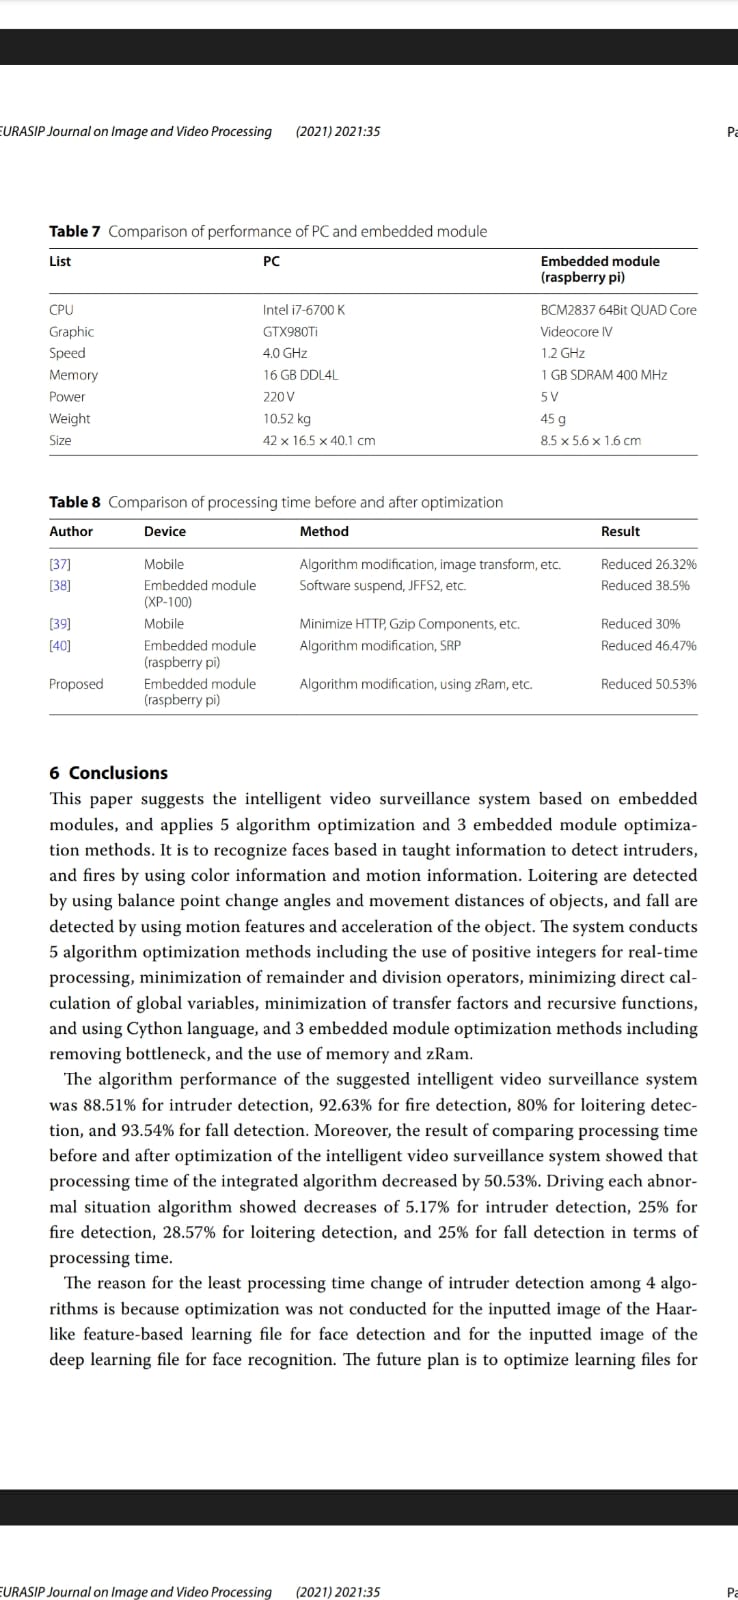 EURASIP Journal on Image and Video Processing (2021) 2021:35
Table 7 Comparison of performance of PC and embedded module
List PC Embedded module
(raspberry pi)
CPU Intel i7-6700 K BCM2837 64Bit QUAD Core
Graphic GTX980Ti Videocore IV
Speed 4.0 GHz 1.2 GHz
Memory 16 GB DDL4L 1 GB SDRAM 400 MHz
Power 220 V 5 V
Weight 10.52 kg 45 g
Size 42 × 16.5 × 40.1 cm 8.5 × 5.6 × 1.6 cm
Table 8 Comparison of processing time before and after optimization
Author Device Method Result
[37] Mobile Algorithm modification, image transform, etc. Reduced 26.32%
[38] Embedded module Software suspend, JFFS2, etc. Reduced 38.5%
(XP-100)
[39] Mobile Minimize HTTP, Gzip Components, etc. Reduced 30%
[40] Embedded module Algorithm modification, SRP Reduced 46.47%
(raspberry pi)
Proposed Embedded module Algorithm modification, using zRam, etc. Reduced 50.53%
(raspberry pi)
6 Conclusions
This paper suggests the intelligent video surveillance system based on embedded
modules, and applies 5 algorithm optimization and 3 embedded module optimiza-
tion methods. It is to recognize faces based in taught information to detect intruders,
and fires by using color information and motion information. Loitering are detected
by using balance point change angles and movement distances of objects, and fall are
detected by using motion features and acceleration of the object. The system conducts
5 algorithm optimization methods including the use of positive integers for real-time
processing, minimization of remainder and division operators, minimizing direct cal-
culation of global variables, minimization of transfer factors and recursive functions,
and using Cython language, and 3 embedded module optimization methods including
removing bottleneck, and the use of memory and zRam.
The algorithm performance of the suggested intelligent video surveillance system
was 88.51% for intruder detection, 92.63% for fire detection, 80% for loitering detec-
tion, and 93.54% for fall detection. Moreover, the result of comparing processing time
before and after optimization of the intelligent video surveillance system showed that
processing time of the integrated algorithm decreased by 50.53%. Driving each abnor-
mal situation algorithm showed decreases of 5.17% for intruder detection, 25% for
fire detection, 28.57% for loitering detection, and 25% for fall detection in terms of
processing time.
The reason for the least processing time change of intruder detection among 4 algo-
rithms is because optimization was not conducted for the inputted image of the Haar-
like feature-based learning file for face detection and for the inputted image of the
deep learning file for face recognition. The future plan is to optimize learning files for
EURASIP Journal on Image and Video Processing (2021) 2021:35